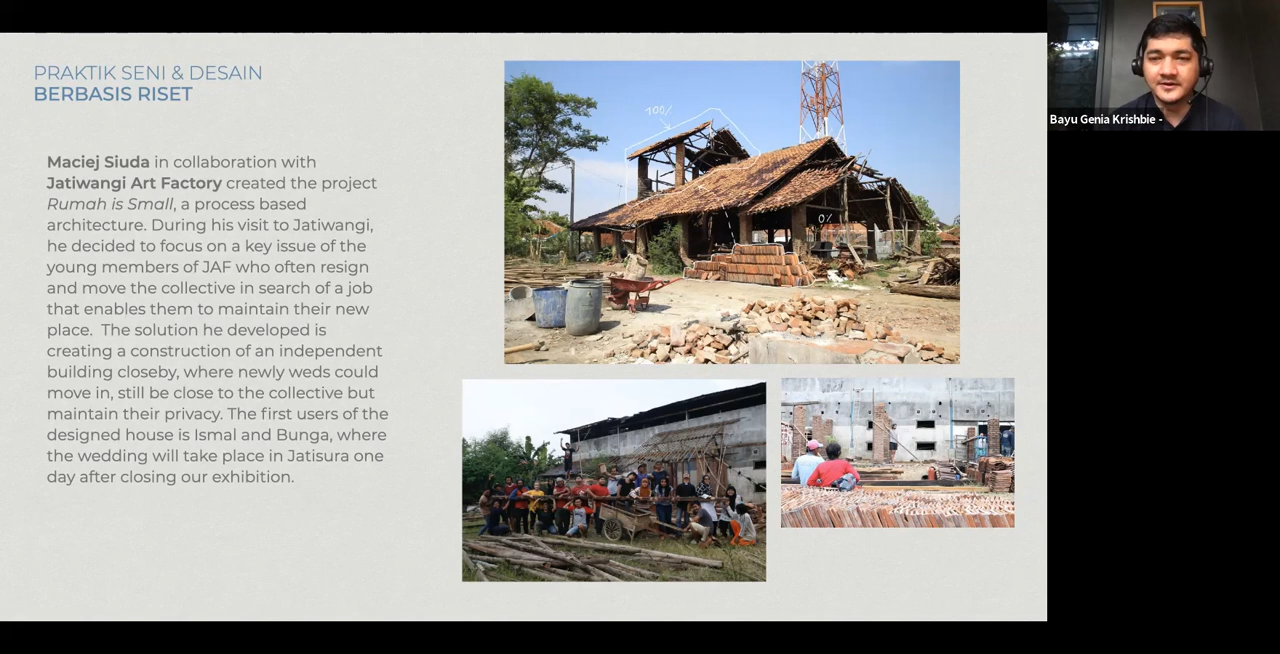 PRAKTIK SENI & DESAIN
BERBASIS RISET
Maciej Siuda in collaboration with
Jatiwangi Art Factory created the project
Rumah is Small, a process based
architecture. During his visit to Jatiwangi,
he decided to focus on a key issue of the
young members of JAF who often resign
and move the collective in search of a job
that enables them to maintain their new
place. The solution he developed is
creating a construction of an independent
building closeby, where newly weds could
move in, still be close to the collective but
maintain their privacy. The first users of the
designed house is Ismal and Bunga, where
the wedding will take place in Jatisura one
day after closing our exhibition.
100/
0/
Bayu Genia Krishbie -